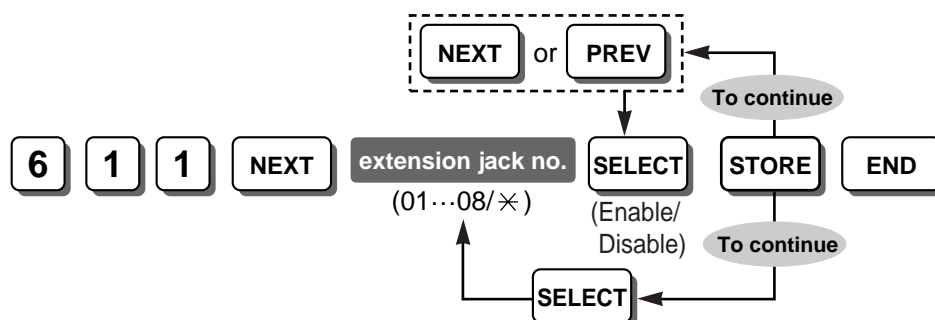 NEXT or PREV
To continue
6 1 1 NEXT extension jack no. SELECT STORE END
(01···08/✳)
(Enable/
Disable)
To continue
SELECT